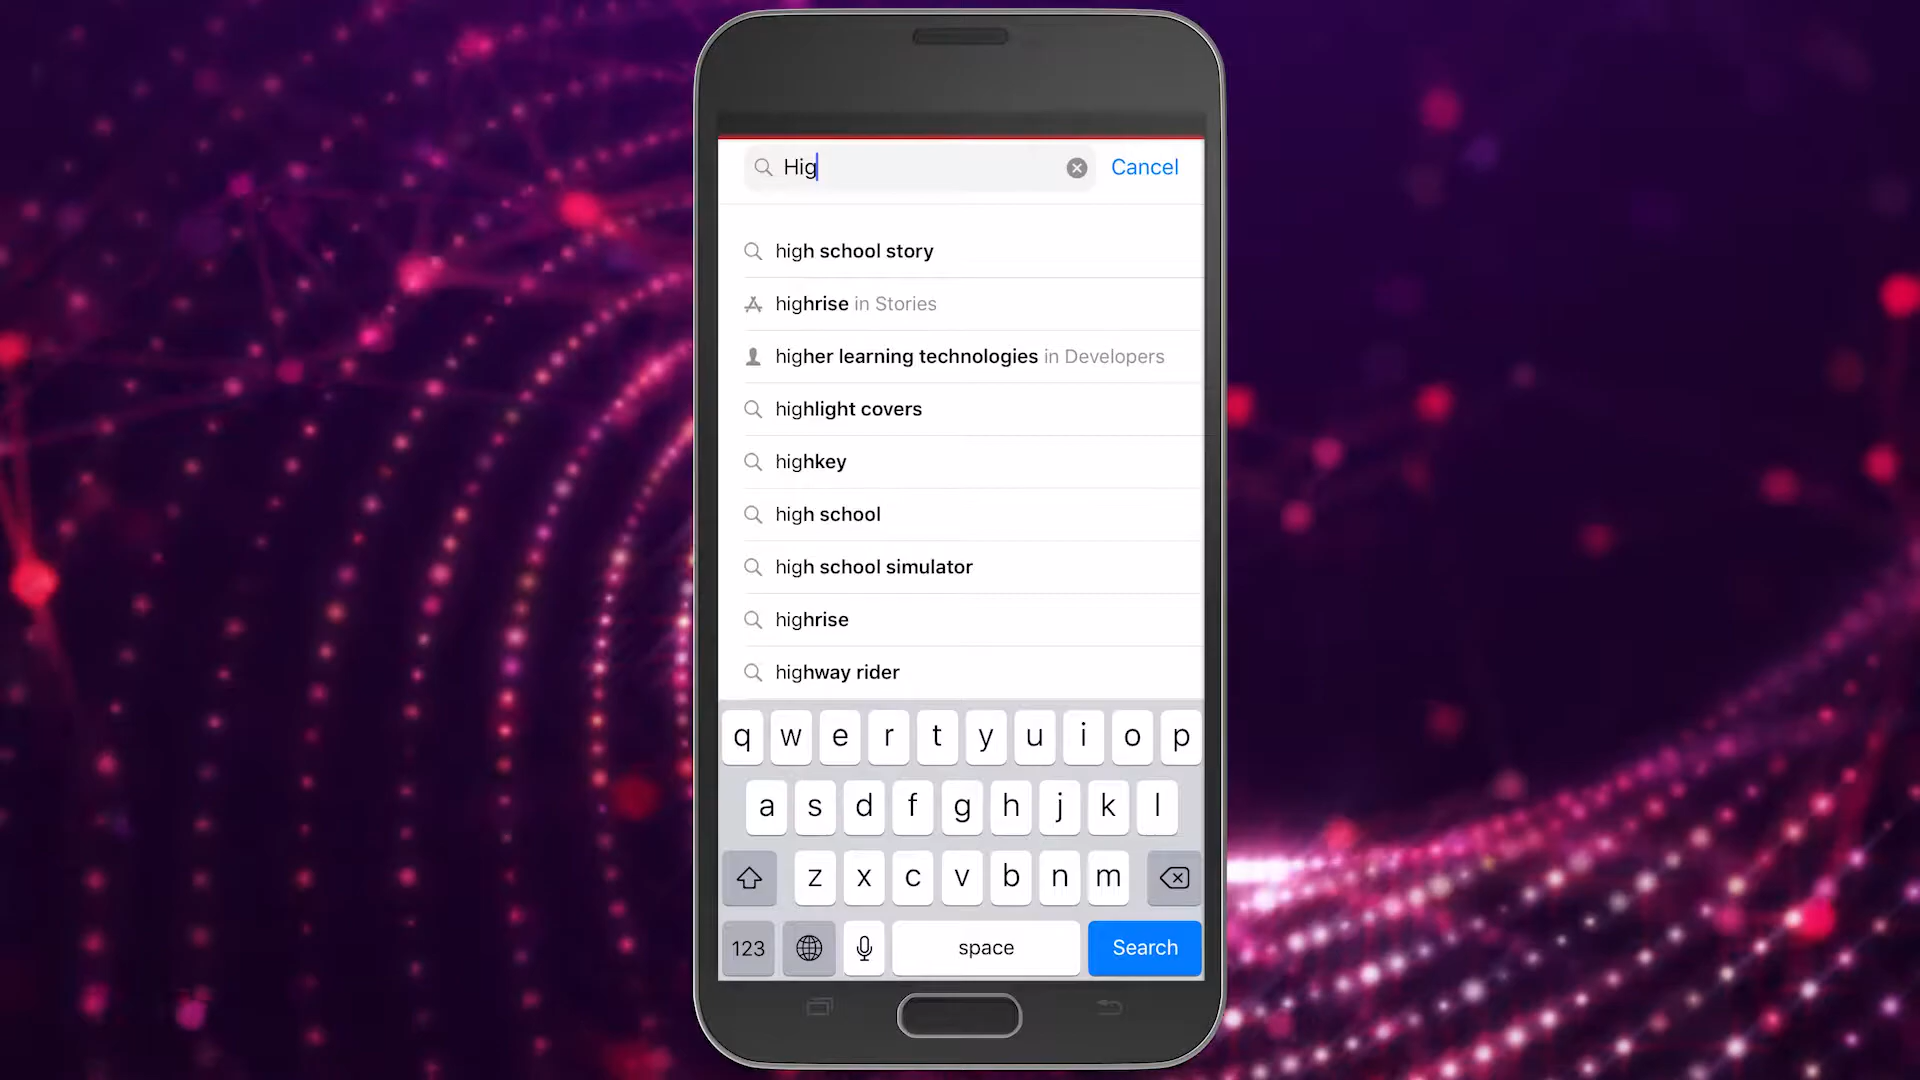 Hig
Cancel
high school story
highrise in Stories
higher learning technologies in Developers
highlight covers
highkey
high school
high school simulator
highrise
highway rider
q w e r t y u i o p
a s d f g h j k l
z x c v b n m
123 space Search